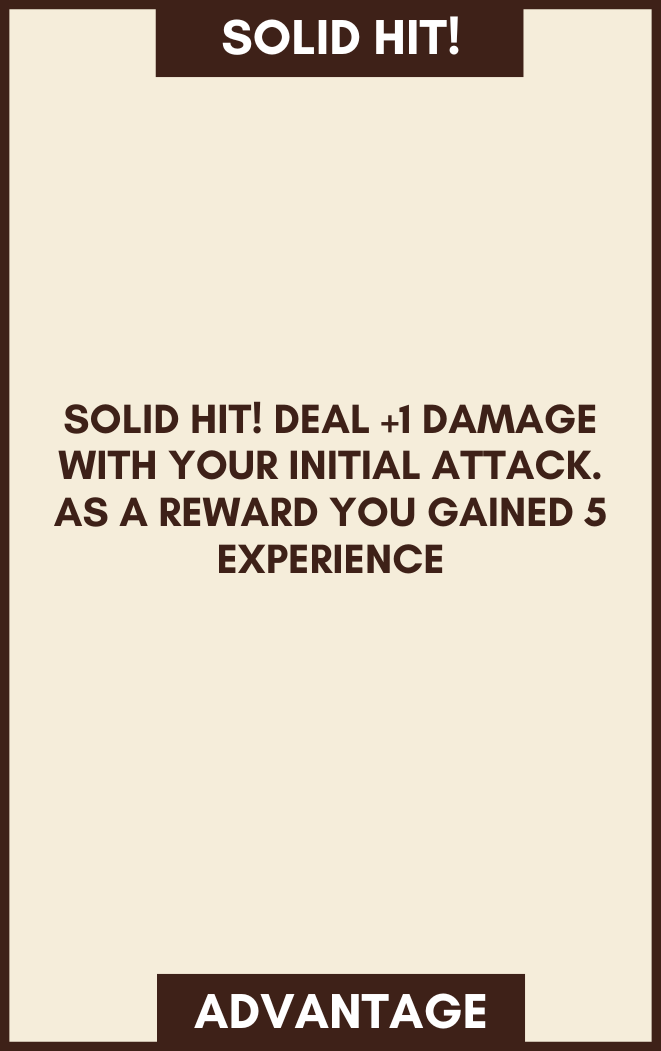 SOLID HIT!
SOLID HIT! DEAL +1 DAMAGE
WITH YOUR INITIAL ATTACK.
AS A REWARD YOU GAINED 5
EXPERIENCE
ADVANTAGE